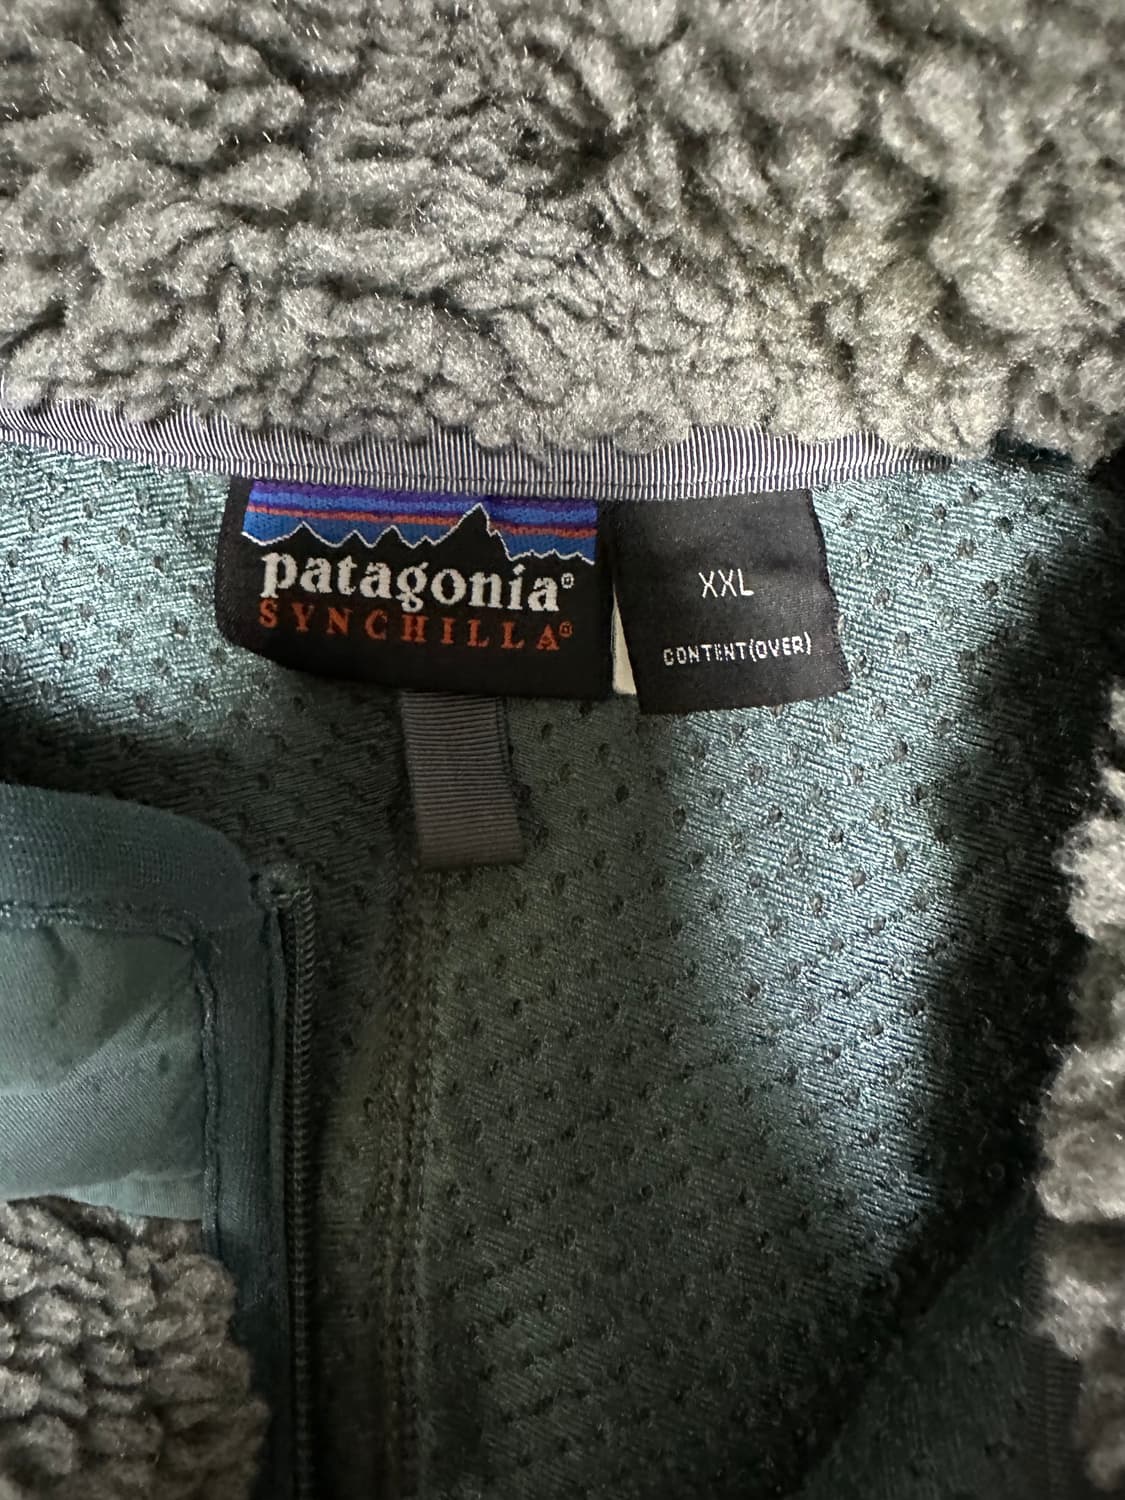 patagonia®
SYNCHILLA®
XXL
CONTENT(OVER)